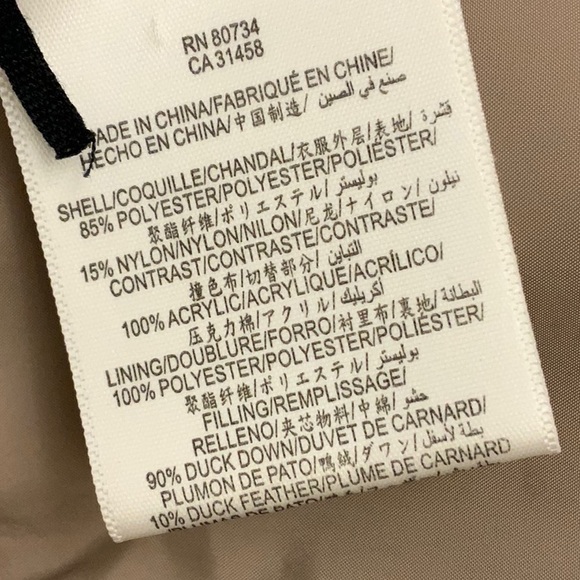 RN 80734
CA 31458
MADE IN CHINA/FABRIQUÉ EN CHINE/
HECHO EN CHINA/中国制造/ صنع في الصين
SHELL/COQUILLE/CHANDAL/衣服外层/表地/ قشرة/
85% POLYESTER/POLYESTER/POLIÉSTER/
聚酯纤维/ポリエステル/ بوليستر/
15% NYLON/NYLON/NILON/尼龙/ナイロン/ نيلون/
CONTRAST/CONTRASTE/CONTRASTE/
撞色布/切替部分/ التباين/
100% ACRYLIC/ACRYLIQUE/ACRÍLICO/
压克力棉/アクリル/ أكريليك/
LINING/DOUBLURE/FORRO/衬里布/裏地/ البطانة/
100% POLYESTER/POLYESTER/POLIÉSTER/
聚酯纤维/ポリエステル/ بوليستر/
FILLING/REMPLISSAGE/
RELLENO/夹芯物料/中綿/ حشو/
90% DUCK DOWN/DUVET DE CARNARD/
PLUMON DE PATO/鸭绒/ダウン/ بطة لأسفل/
10% DUCK FEATHER/PLUME DE CARNARD